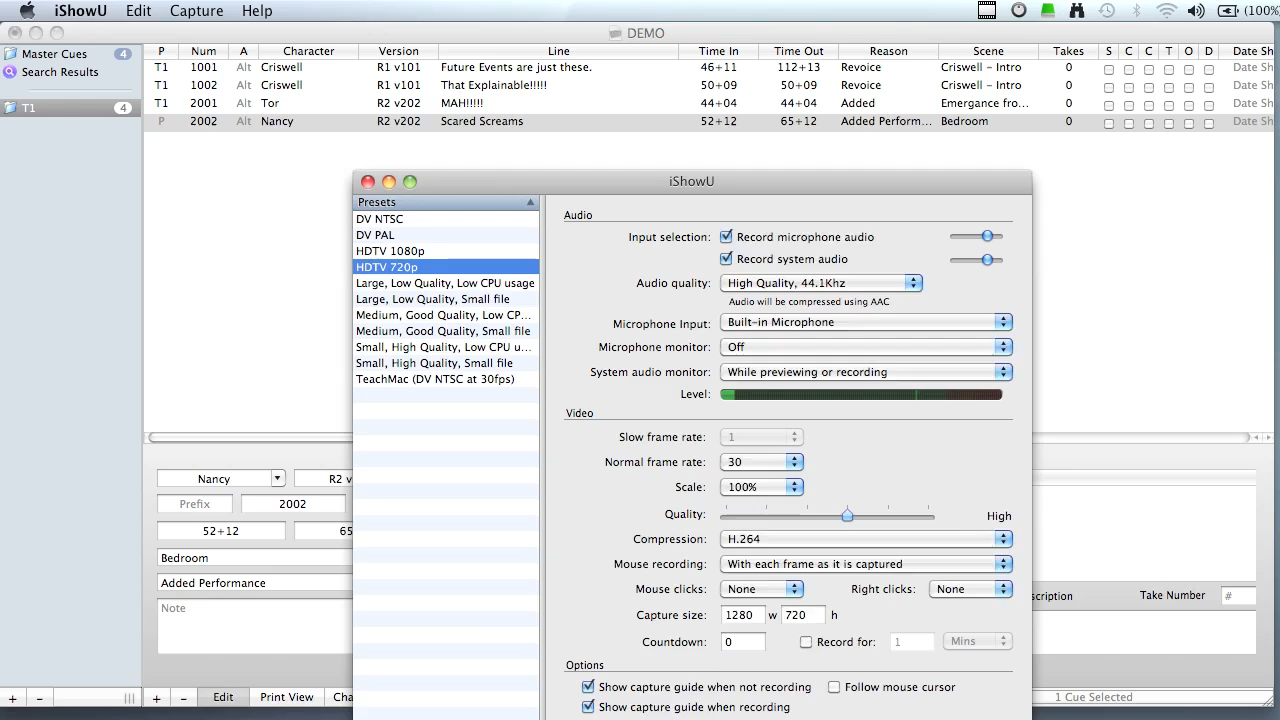 iShowU Edit Capture Help (100%
DEMO
Master Cues 4
Search Results
T1 4
P Num A Character Version Line Time In Time Out Reason Scene Takes S C C T O D Date Sh
T1 1001 Alt Criswell R1 v101 Future Events are just these. 46+11 112+13 Revoice Criswell - Intro 0 Date Sh
T1 1002 Alt Criswell R1 v101 That Explainable!!!!! 50+09 50+09 Revoice Criswell - Intro 0 Date Sh
T1 2001 Alt Tor R2 v202 MAH!!!!! 44+04 44+04 Added Emergance fro... 0 Date Sh
P 2002 Alt Nancy R2 v202 Scared Screams 52+12 65+12 Added Perform... Bedroom 0 Date Sh
iShowU
Presets
DV NTSC
DV PAL
HDTV 1080p
HDTV 720p
Large, Low Quality, Low CPU usage
Large, Low Quality, Small file
Medium, Good Quality, Low CP...
Medium, Good Quality, Small file
Small, High Quality, Low CPU u...
Small, High Quality, Small file
TeachMac (DV NTSC at 30fps)
Audio
Input selection: Record microphone audio
Record system audio
Audio quality: High Quality, 44.1Khz
Audio will be compressed using AAC
Microphone Input: Built-in Microphone
Microphone monitor: Off
System audio monitor: While previewing or recording
Level:
Video
Slow frame rate: 1
Normal frame rate: 30
Scale: 100%
Quality: High
Compression: H.264
Mouse recording: With each frame as it is captured
Mouse clicks: None Right clicks: None
Capture size: 1280 w 720 h
Countdown: 0 Record for: 1 Mins
Options
Show capture guide when not recording Follow mouse cursor
Show capture guide when recording
Nancy R2 v
Prefix 2002
52+12 65
Bedroom
Added Performance
Note
scription Take Number #
+ - + - Edit Print View Cha 1 Cue Selected